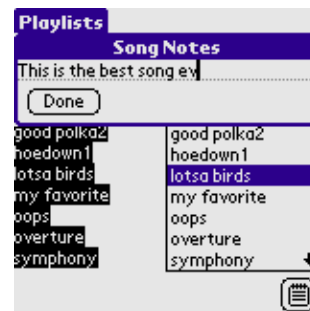 Playlists
Song Notes
This is the best song ev
Done
good polka2
hoedown1
lotsa birds
my favorite
oops
overture
symphony
good polka2
hoedown1
lotsa birds
my favorite
oops
overture
symphony